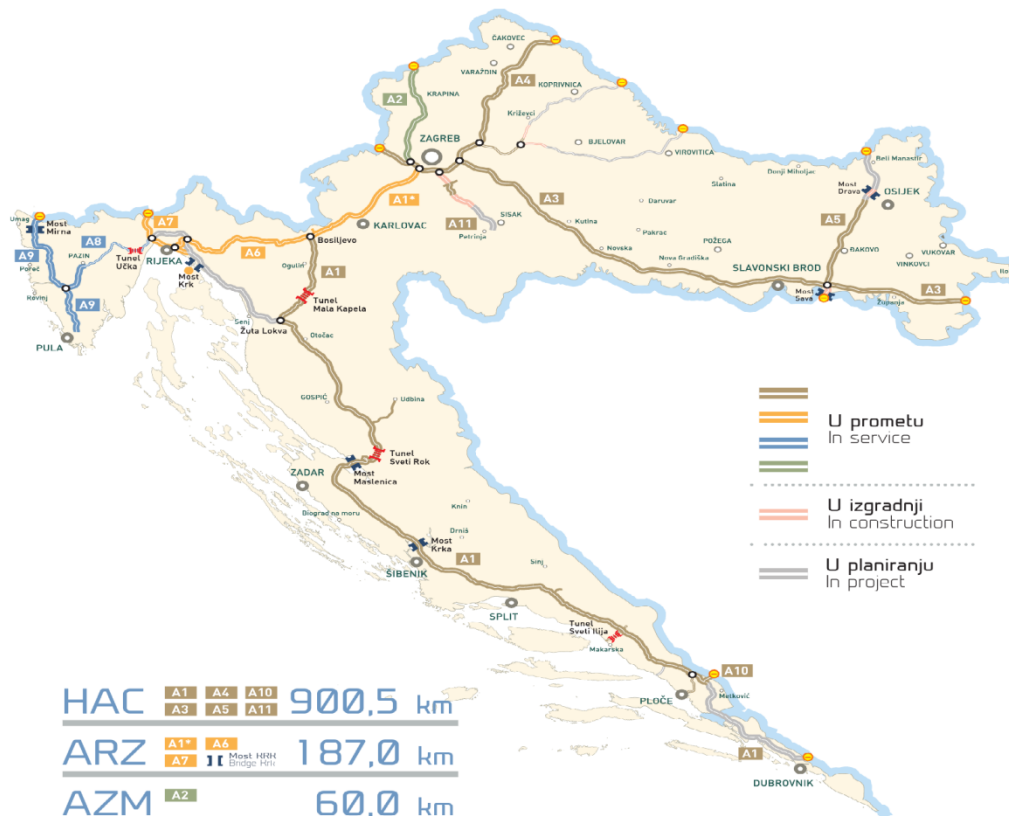 ČAKOVEC
VARAŽDIN
A4
KOPRIVNICA
A2
KRAPINA
Križevci
ZAGREB
BJELOVAR
VIROVITICA
Beli Manastir
Donji Miholjac
Slatina
Most
Drava
OSIJEK
A1*
A3
Daruvar
A11
SISAK
Kutina
Petrinja
Pakrac
A5
Umag
Most
Mirna
A7
KARLOVAC
Bosiljevo
Novska
POŽEGA
ĐAKOVO
VUKOVAR
VINKOVCI
A8
A9
PAZIN
Tunel
Učka
RIJEKA
A6
Poreč
Ogulin
A1
Nova Gradiška
SLAVONSKI BROD
Most
Krk
Most
Sava
A3
Županja
Rovinj
A9
Tunel
Mala Kapela
Senj
Žuta Lokva
Otočac
PULA
GOSPIĆ
Udbina
U prometu
In service
Tunel
Sveti Rok
ZADAR
Most
Maslenica
Biograd na moru
Knin
Drniš
U izgradnji
In construction
Most
Krka
A1
ŠIBENIK
Sinj
U planiranju
In project
SPLIT
Tunel
Sveti Ilija
Makarska
A10
PLOČE
Metković
A1
DUBROVNIK
HAC A1 A4 A10 900,5 km
A3 A5 A11
ARZ A1* A6 187,0 km
A7 Most KRK
Bridge Krk
AZM A2 60,0 km